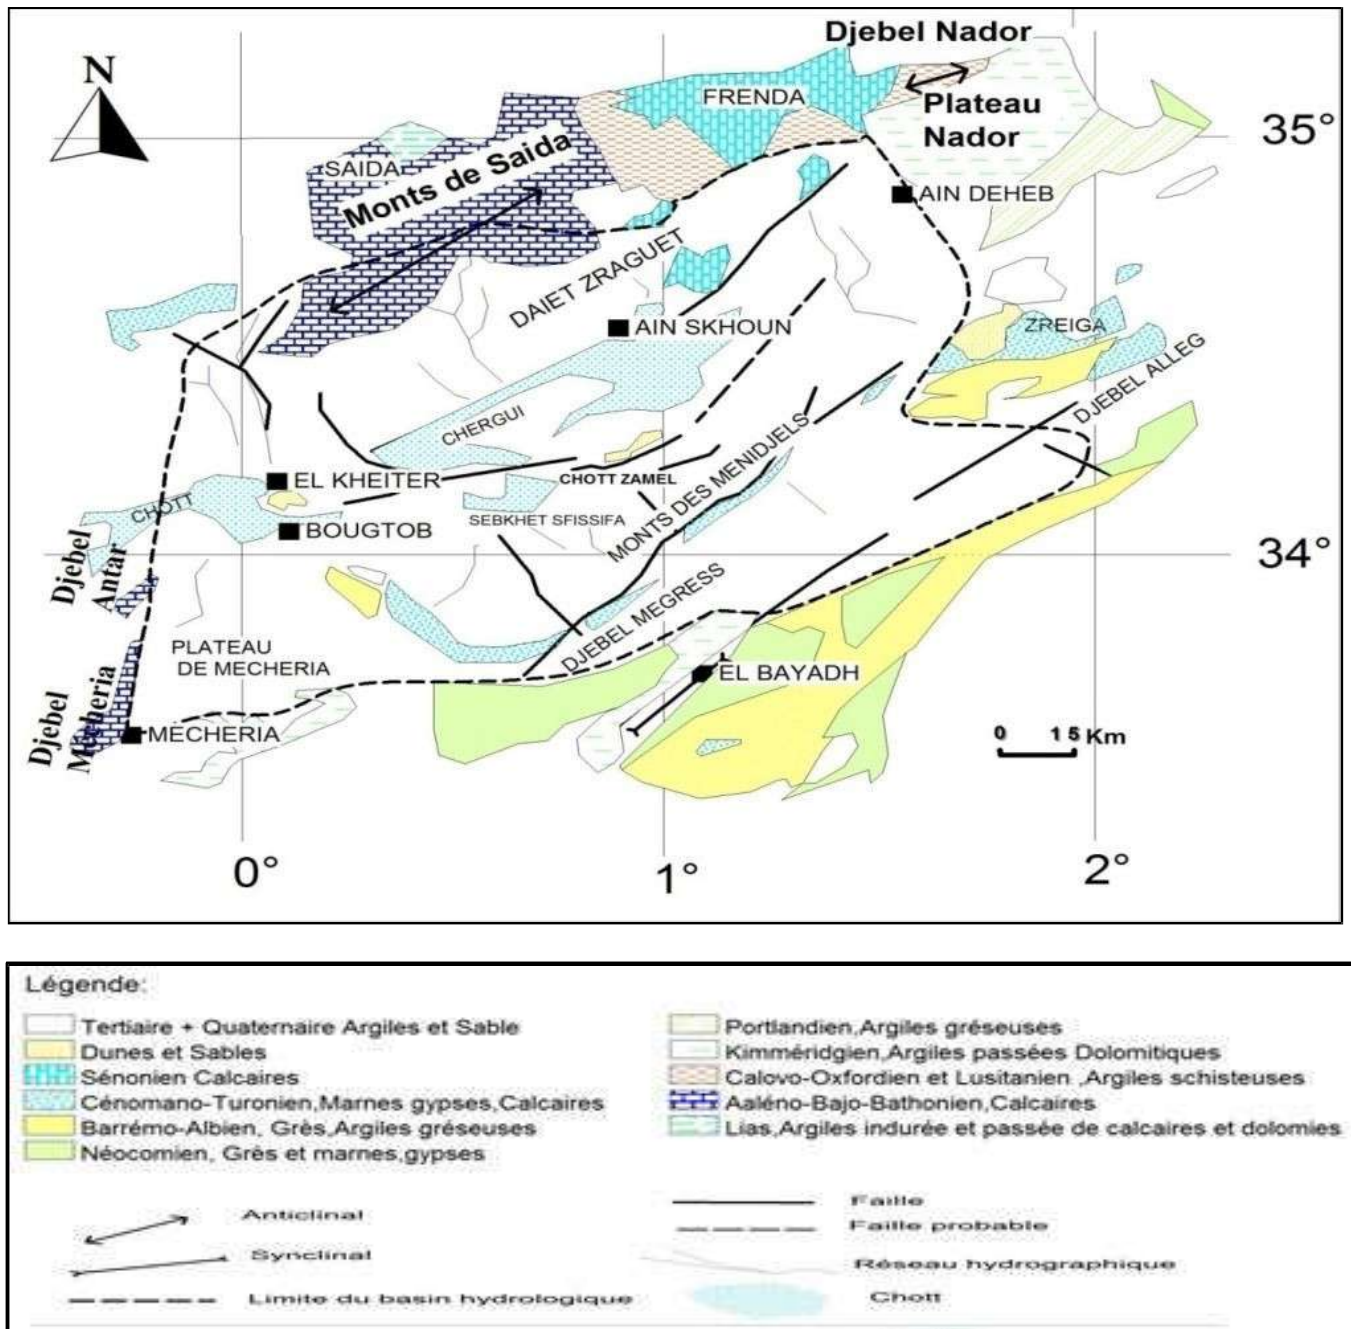 Djebel Nador
N
FRENDA
Plateau
Nador
35°
SAIDA
Monts de Saida
AIN DEHEB
DAIET ZRAGUET
AIN SKHOUN
ZREIGA
DJEBEL ALLEG
CHERGUI
MONTS DES MENIDJELS
EL KHEITER
CHOTT ZAMEL
CHOTT
SEBKHET SFISSIFA
BOUGTOB
34°
Djebel
Antar
DJEBEL MEGRESS
PLATEAU
DE MECHERIA
EL BAYADH
Djebel
Mecheria
MECHERIA
0 15 Km
0° 1° 2°
Légende:
Tertiaire + Quaternaire Argiles et Sable
Dunes et Sables
Sénonien Calcaires
Cénomano-Turonien,Marnes gypses,Calcaires
Barrémo-Albien, Grès,Argiles gréseuses
Néocomien, Grès et marnes,gypses
Portlandien,Argiles gréseuses
Kimméridgien,Argiles passées Dolomitiques
Calovo-Oxfordien et Lusitanien ,Argiles schisteuses
Aaléno-Bajo-Bathonien,Calcaires
Lias,Argiles indurée et passée de calcaires et dolomies
Anticlinal
Synclinal
Limite du basin hydrologique
Faille
Faille probable
Réseau hydrographique
Chott